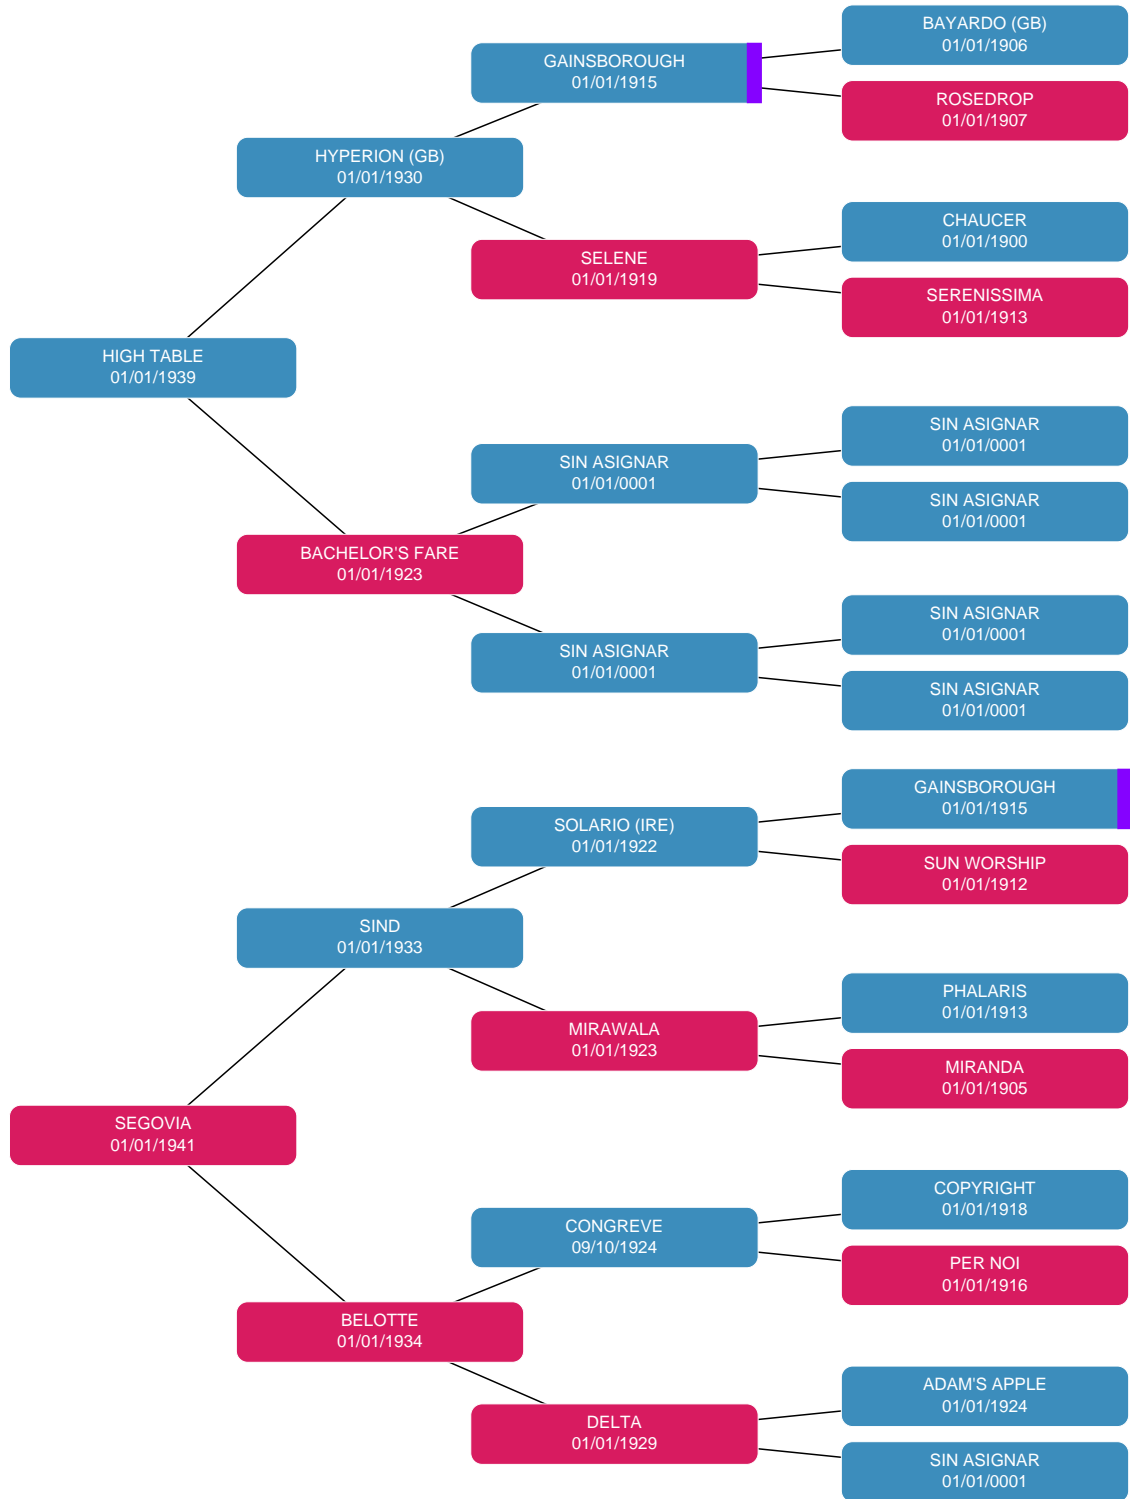 BAYARDO (GB)
01/01/1906
GAINSBOROUGH
01/01/1915
ROSEDROP
01/01/1907
HYPERION (GB)
01/01/1930
CHAUCER
01/01/1900
SELENE
01/01/1919
SERENISSIMA
01/01/1913
HIGH TABLE
01/01/1939
SIN ASIGNAR
01/01/0001
SIN ASIGNAR
01/01/0001
SIN ASIGNAR
01/01/0001
BACHELOR'S FARE
01/01/1923
SIN ASIGNAR
01/01/0001
SIN ASIGNAR
01/01/0001
SIN ASIGNAR
01/01/0001
GAINSBOROUGH
01/01/1915
SOLARIO (IRE)
01/01/1922
SUN WORSHIP
01/01/1912
SIND
01/01/1933
PHALARIS
01/01/1913
MIRAWALA
01/01/1923
MIRANDA
01/01/1905
SEGOVIA
01/01/1941
COPYRIGHT
01/01/1918
CONGREVE
09/10/1924
PER NOI
01/01/1916
BELOTTE
01/01/1934
ADAM'S APPLE
01/01/1924
DELTA
01/01/1929
SIN ASIGNAR
01/01/0001